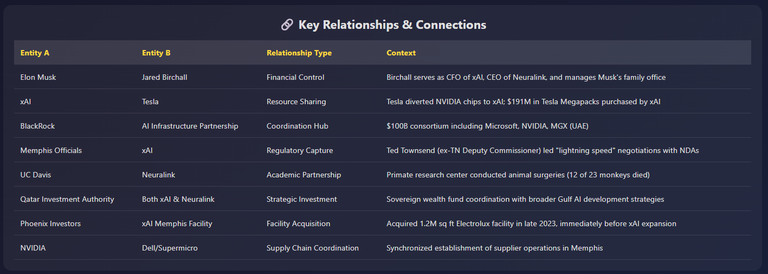 🔗 Key Relationships & Connections
Entity A Entity B Relationship Type Context
Elon Musk Jared Birchall Financial Control Birchall serves as CFO of xAI, CEO of Neuralink, and manages Musk's family office
xAI Tesla Resource Sharing Tesla diverted NVIDIA chips to xAI; $191M in Tesla Megapacks purchased by xAI
BlackRock AI Infrastructure Partnership Coordination Hub $100B consortium including Microsoft, NVIDIA, MGX (UAE)
Memphis Officials xAI Regulatory Capture Ted Townsend (ex-TN Deputy Commissioner) led "lightning speed" negotiations with NDAs
UC Davis Neuralink Academic Partnership Primate research center conducted animal surgeries (12 of 23 monkeys died)
Qatar Investment Authority Both xAI & Neuralink Strategic Investment Sovereign wealth fund coordination with broader Gulf AI development strategies
Phoenix Investors xAI Memphis Facility Facility Acquisition Acquired 1.2M sq ft Electrolux facility in late 2023, immediately before xAI expansion
NVIDIA Dell/Supermicro Supply Chain Coordination Synchronized establishment of supplier operations in Memphis